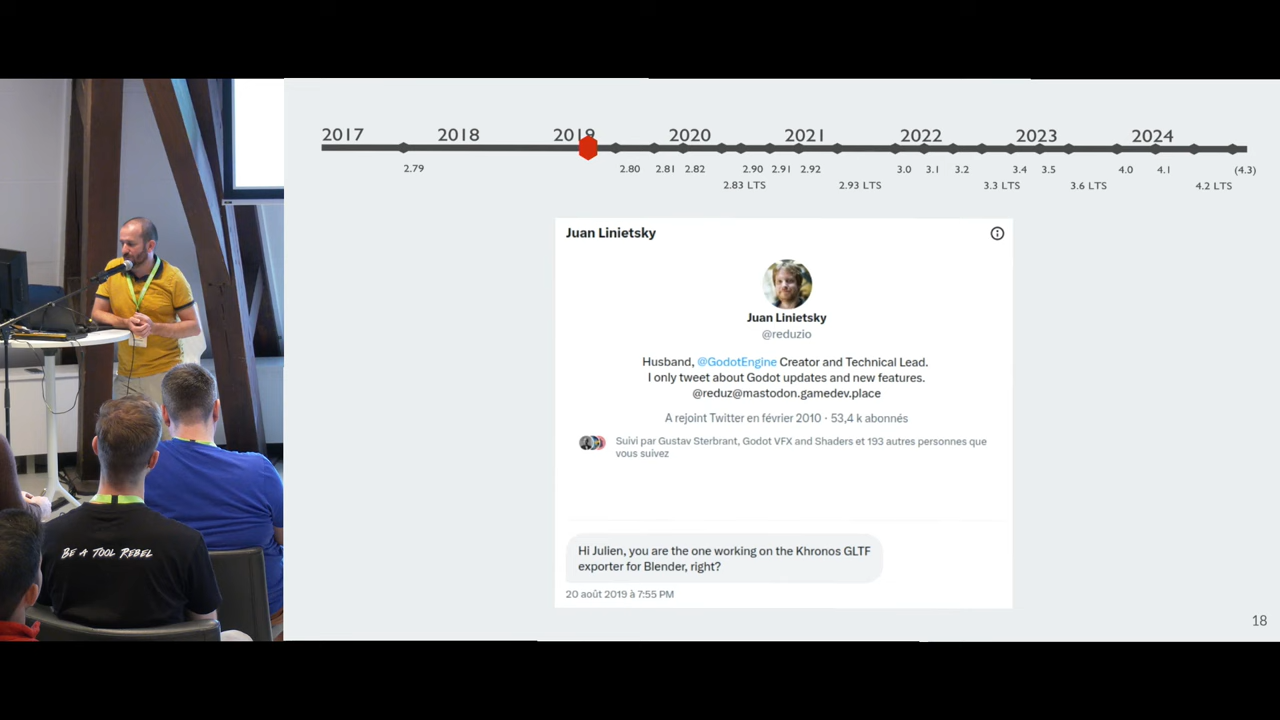 2017 2018 2019 2020 2021 2022 2023 2024
2.79 2.80 2.81 2.82 2.90 2.91 2.92 3.0 3.1 3.2 3.4 3.5 4.0 4.1 (4.3)
2.83 LTS 2.93 LTS 3.3 LTS 3.6 LTS 4.2 LTS
Juan Linietsky
Juan Linietsky
@reduzio
Husband, @GodotEngine Creator and Technical Lead.
I only tweet about Godot updates and new features.
@reduz@mastodon.gamedev.place
A rejoint Twitter en février 2010 · 53,4 k abonnés
Suivi par Gustav Sterbrant, Godot VFX and Shaders et 193 autres personnes que
vous suivez
Hi Julien, you are the one working on the Khronos GLTF
exporter for Blender, right?
20 août 2019 à 7:55 PM
BE A TOOL REBEL
18